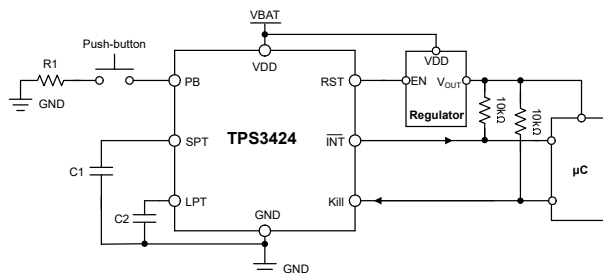 VBAT
Push-button
R1
GND
VDD
PB
RST
VDD
EN
VOUT
Regulator
10kΩ
10kΩ
SPT
TPS3424
INT
µC
C1
LPT
C2
GND
Kill
GND